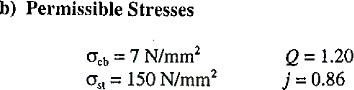 b) Permissible Stresses
σcb = 7 N/mm² Q = 1.20
σst = 150 N/mm² j = 0.86